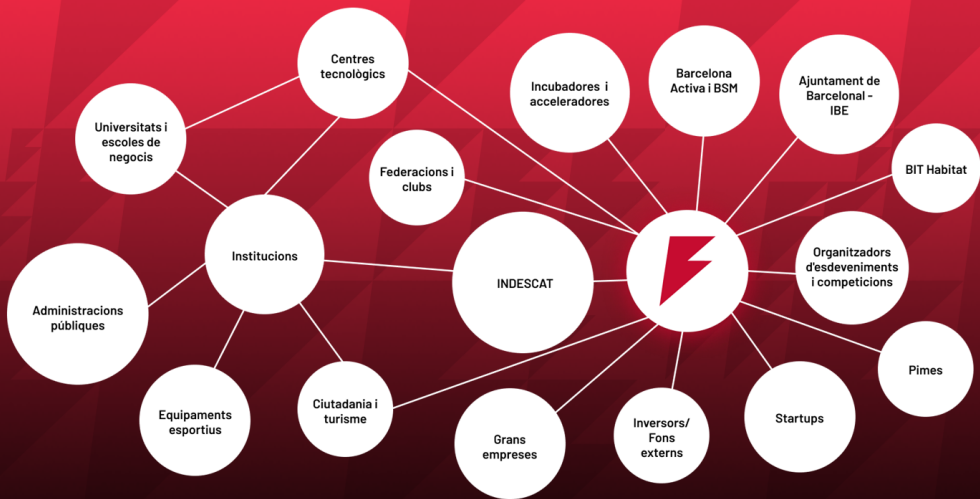 Centres
tecnològics
Incubadores i
acceleradores
Barcelona
Activa i BSM
Ajuntament de
Barcelonal -
IBE
Universitats i
escoles de
negocis
Federacions i
clubs
BIT Habitat
Institucions
INDESCAT
Organitzadors
d'esdeveniments
i competicions
Administracions
públiques
Equipaments
esportius
Ciutadania i
turisme
Grans
empreses
Inversors/
Fons
externs
Startups
Pimes